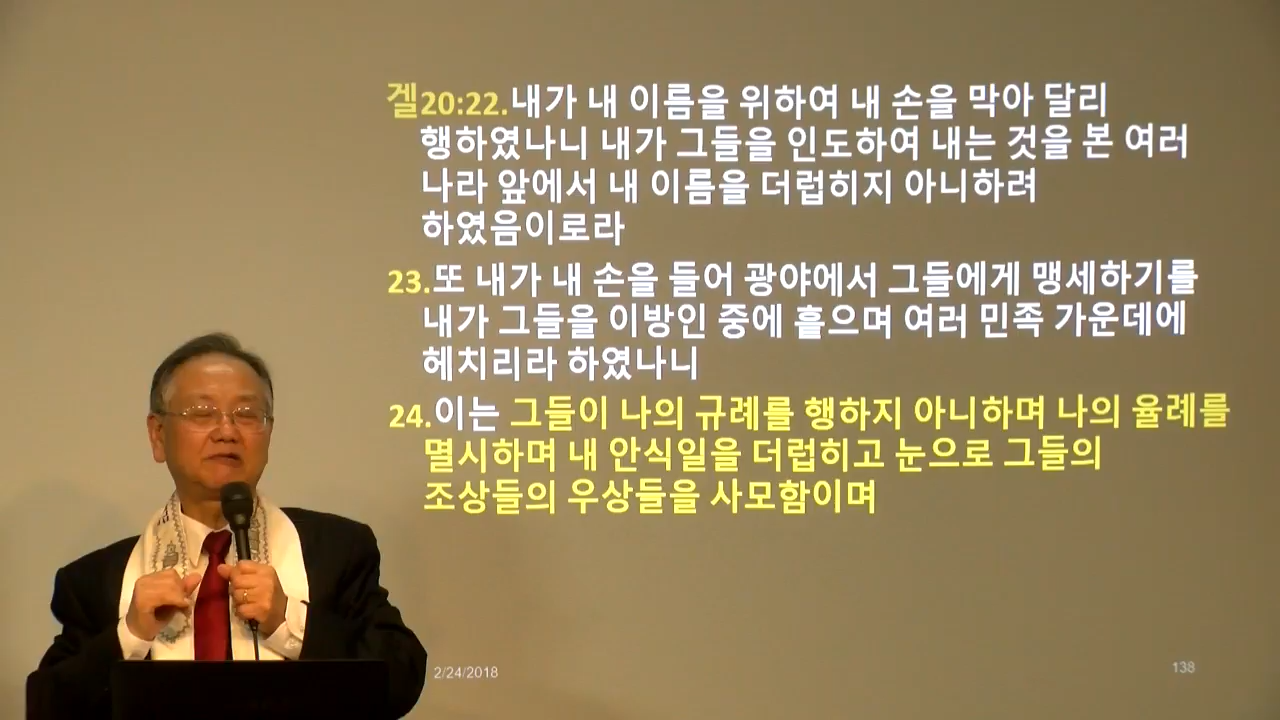 겔20:22.내가 내 이름을 위하여 내 손을 막아 달리
행하였나니 내가 그들을 인도하여 내는 것을 본 여러
나라 앞에서 내 이름을 더럽히지 아니하려
하였음이로라
23.또 내가 내 손을 들어 광야에서 그들에게 맹세하기를
내가 그들을 이방인 중에 흩으며 여러 민족 가운데에
헤치리라 하였나니
24.이는 그들이 나의 규례를 행하지 아니하며 나의 율례를
멸시하며 내 안식일을 더럽히고 눈으로 그들의
조상들의 우상들을 사모함이며
2/24/2018
138